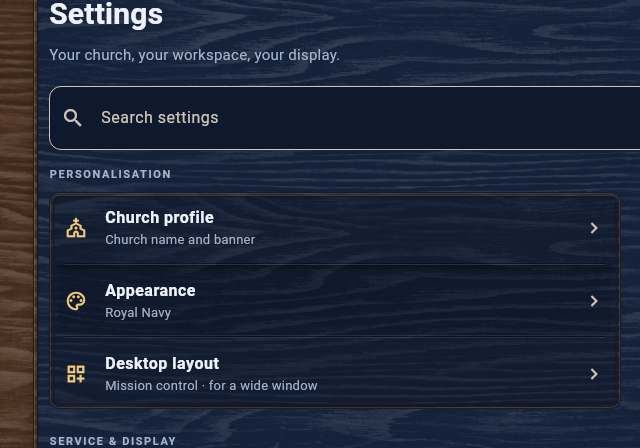 Settings
Your church, your workspace, your display.
Search settings
PERSONALISATION
Church profile
Church name and banner
Appearance
Royal Navy
Desktop layout
Mission control · for a wide window
SERVICE & DISPLAY